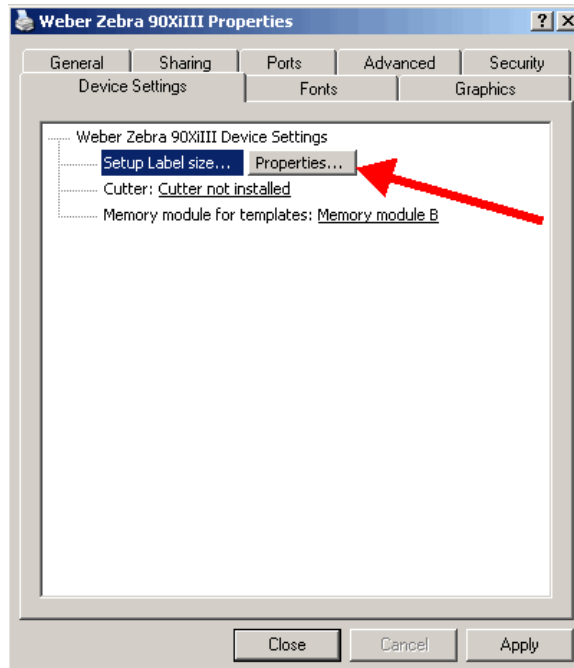 Weber Zebra 90XiIII Properties
General Sharing Ports Advanced Security
Device Settings Fonts Graphics
Weber Zebra 90XiIII Device Settings
Setup Label size... Properties...
Cutter: Cutter not installed
Memory module for templates: Memory module B
Close Cancel Apply